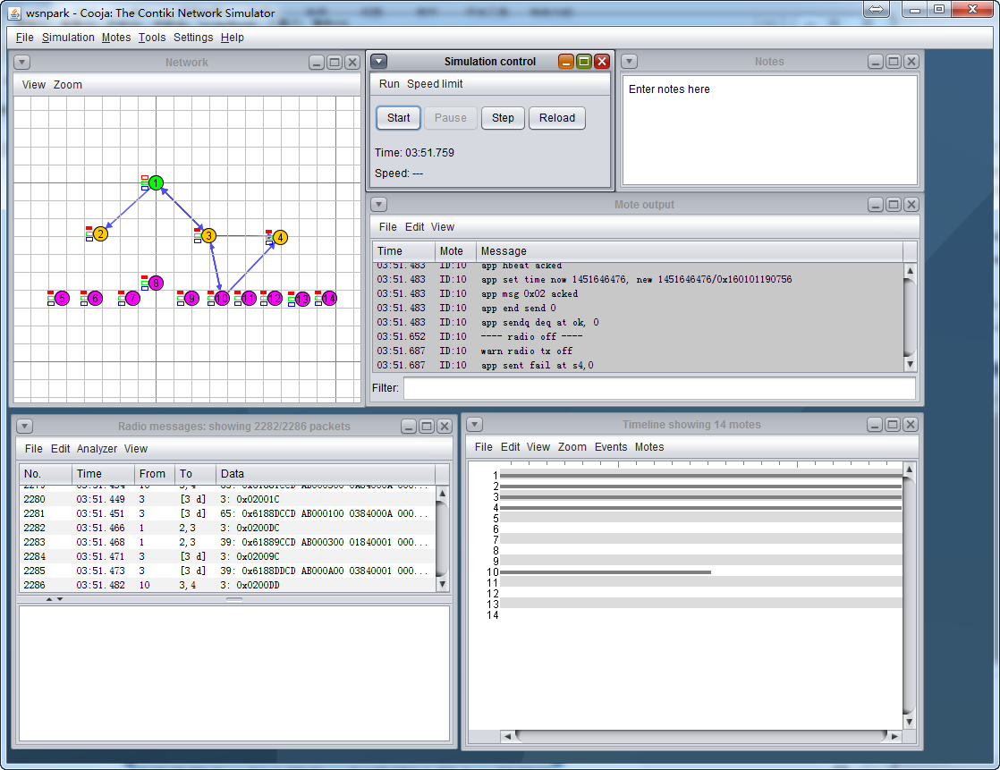 wsnpark - Cooja: The Contiki Network Simulator
File Simulation Motes Tools Settings Help
Network
View Zoom
1
2
3
4
5
6
7
8
9
10
11
12
13
14
Simulation control
Run Speed limit
Start Pause Step Reload
Time: 03:51.759
Speed: ---
Notes
Enter notes here
Mote output
File Edit View
Time Mote Message
03:51.483 ID:10 app hbeat acked
03:51.483 ID:10 app set time now 1451646476, new 1451646476/0x160101190756
03:51.483 ID:10 app msg 0x02 acked
03:51.483 ID:10 app end send 0
03:51.483 ID:10 app sendq deq at ok, 0
03:51.652 ID:10 ---- radio off ----
03:51.687 ID:10 warn radio tx off
03:51.687 ID:10 app sent fail at s4,0
Filter:
Radio messages: showing 2282/2286 packets
File Edit Analyzer View
No. Time From To Data
2280 03:51.449 3 [3 d] 3: 0x02001C
2281 03:51.451 3 [3 d] 65: 0x6188DCCD AB000100 0384000A 000...
2282 03:51.466 1 2,3 3: 0x0200DC
2283 03:51.468 1 2,3 39: 0x61889CCD AB000300 01840001 000...
2284 03:51.471 3 [3 d] 3: 0x02009C
2285 03:51.473 3 [3 d] 39: 0x6188DDCD AB000A00 03840001 000...
2286 03:51.482 10 3,4 3: 0x0200DD
Timeline showing 14 motes
File Edit View Zoom Events Motes
1
2
3
4
5
6
7
8
9
10
11
12
13
14